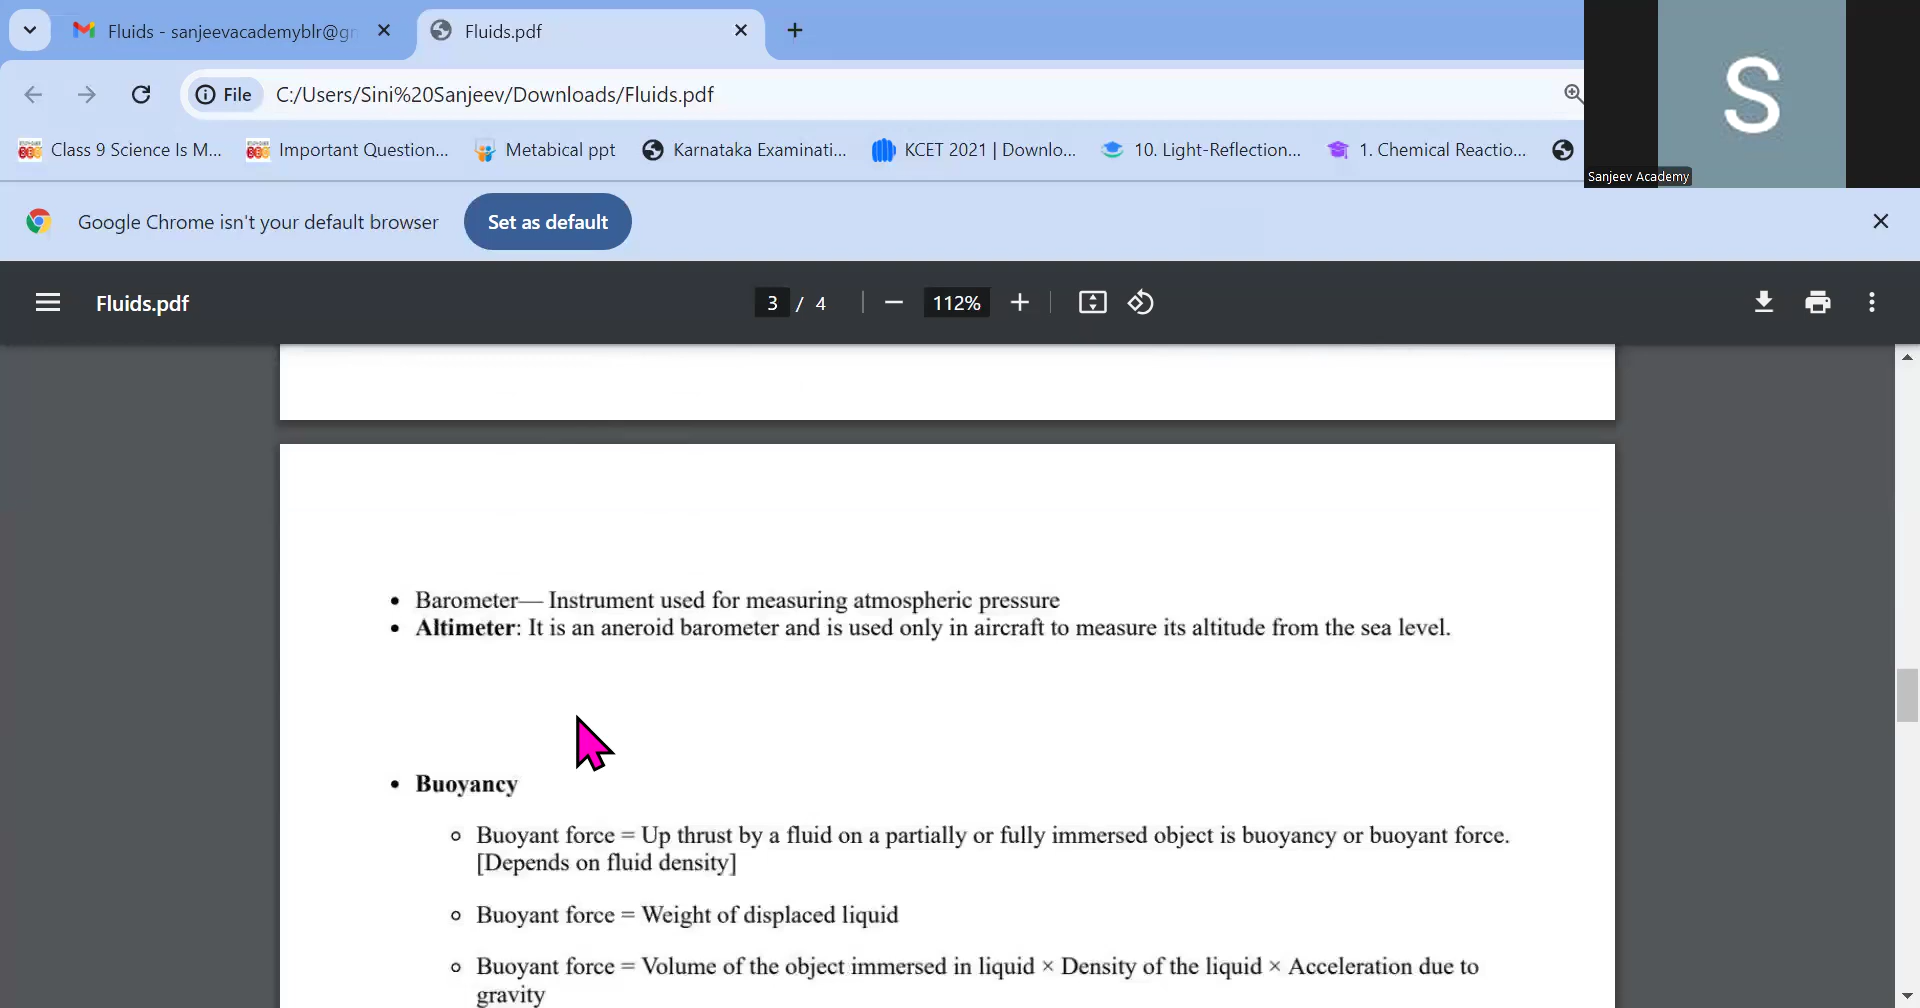 Fluids - sanjeevacademyblr@gr
Fluids.pdf
File
C:/Users/Sini%20Sanjeev/Downloads/Fluids.pdf
S
Class 9 Science Is M...
Important Question...
Metabical ppt
Karnataka Examinati...
KCET 2021 | Downlo...
10. Light-Reflection...
1. Chemical Reactio...
Sanjeev Academy
Google Chrome isn't your default browser
Set as default
Fluids.pdf
3 / 4
112%
• Barometer— Instrument used for measuring atmospheric pressure
• Altimeter: It is an aneroid barometer and is used only in aircraft to measure its altitude from the sea level.
• Buoyancy
o Buoyant force = Up thrust by a fluid on a partially or fully immersed object is buoyancy or buoyant force.
[Depends on fluid density]
o Buoyant force = Weight of displaced liquid
o Buoyant force = Volume of the object immersed in liquid × Density of the liquid × Acceleration due to
gravity